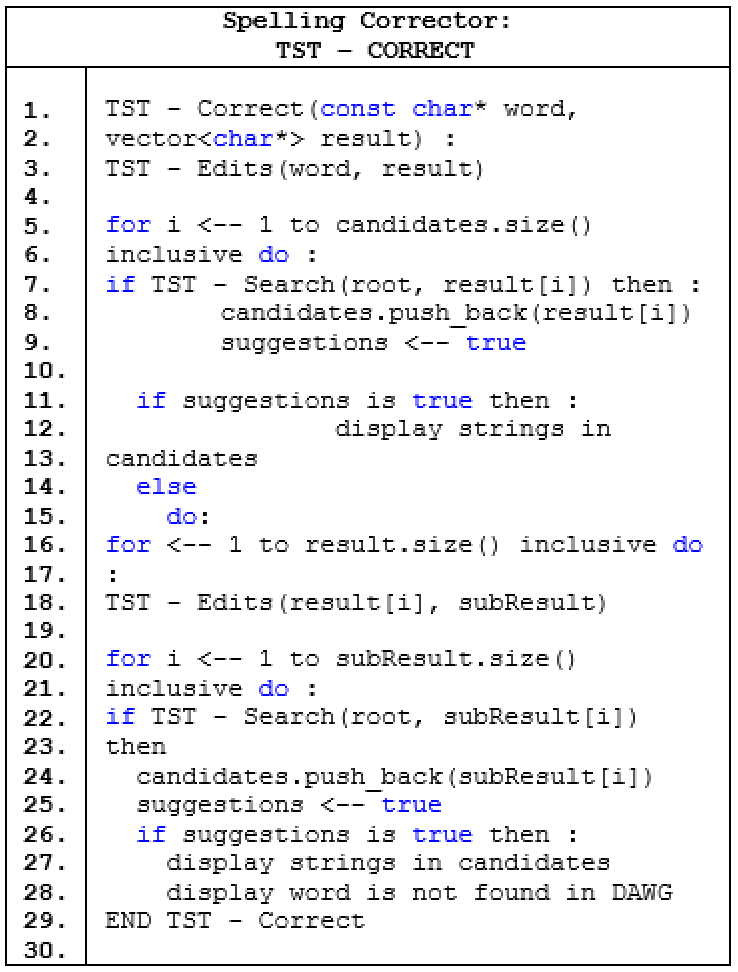 Spelling Corrector:
TST – CORRECT
1. TST – Correct(const char* word,
2. vector<char*> result) :
3. TST – Edits(word, result)
4.
5. for i <-- 1 to candidates.size()
6. inclusive do :
7. if TST – Search(root, result[i]) then :
8. candidates.push_back(result[i])
9. suggestions <-- true
10.
11. if suggestions is true then :
12. display strings in
13. candidates
14. else
15. do:
16. for <-- 1 to result.size() inclusive do
17. :
18. TST – Edits(result[i], subResult)
19.
20. for i <-- 1 to subResult.size()
21. inclusive do :
22. if TST – Search(root, subResult[i])
23. then
24. candidates.push_back(subResult[i])
25. suggestions <-- true
26. if suggestions is true then :
27. display strings in candidates
28. display word is not found in DAWG
29. END TST – Correct
30.